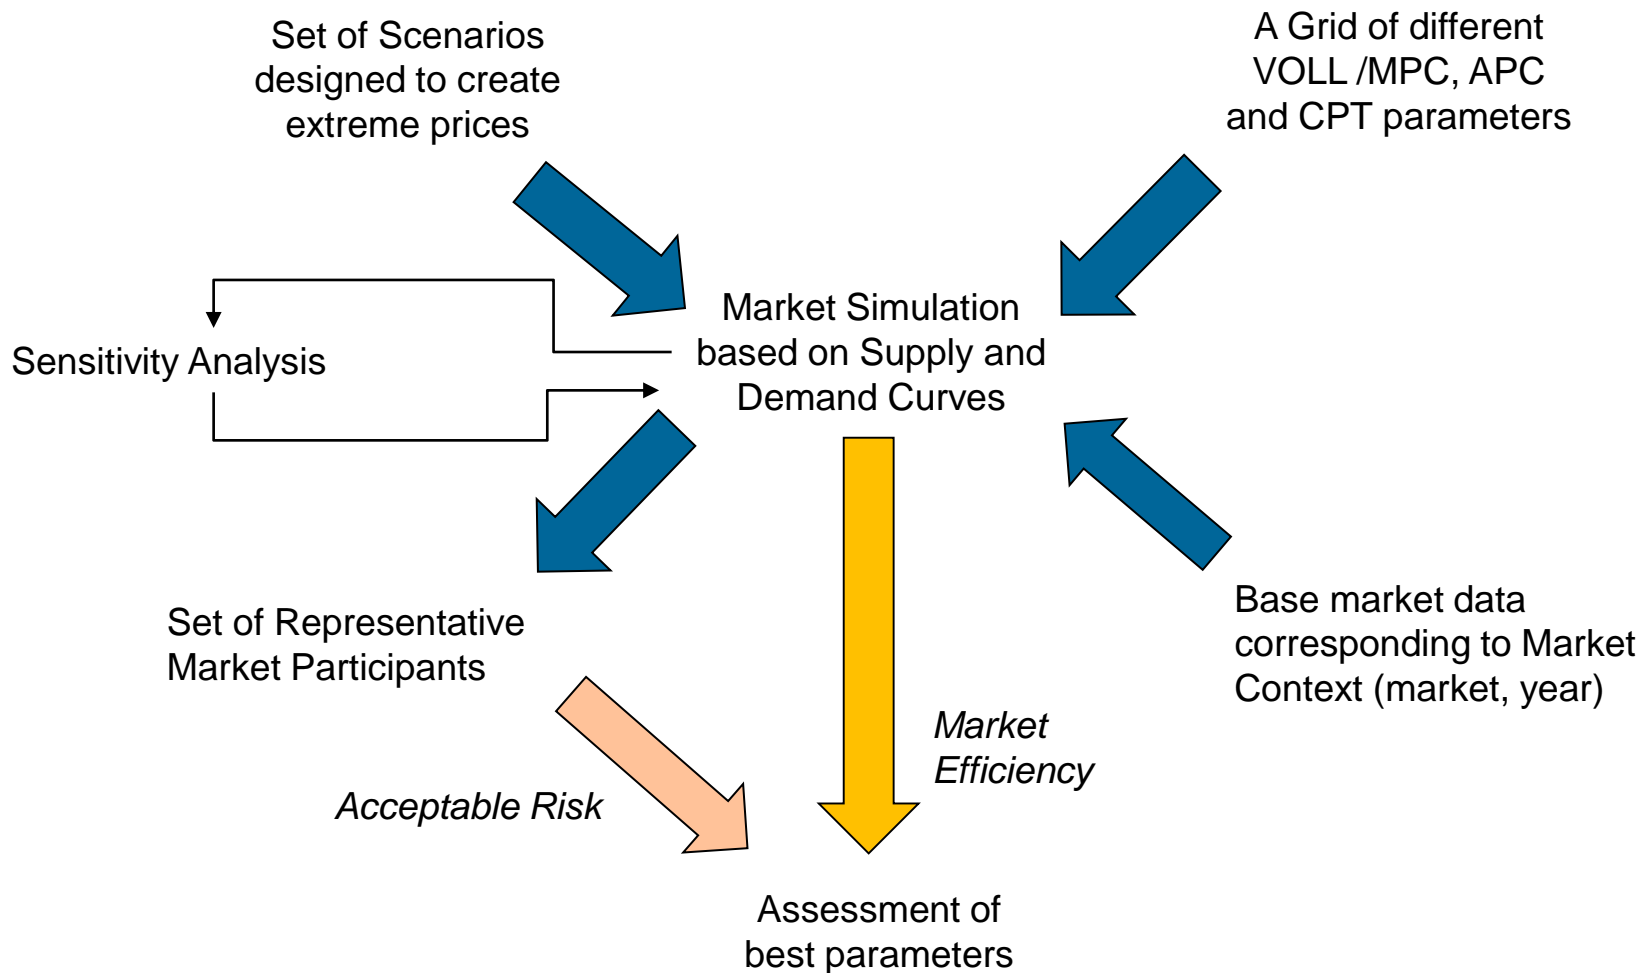 Set of Scenarios
designed to create
extreme prices
A Grid of different
VOLL /MPC, APC
and CPT parameters
Market Simulation
based on Supply and
Demand Curves
Sensitivity Analysis
Set of Representative
Market Participants
Base market data
corresponding to Market
Context (market, year)
Market
Efficiency
Acceptable Risk
Assessment of
best parameters